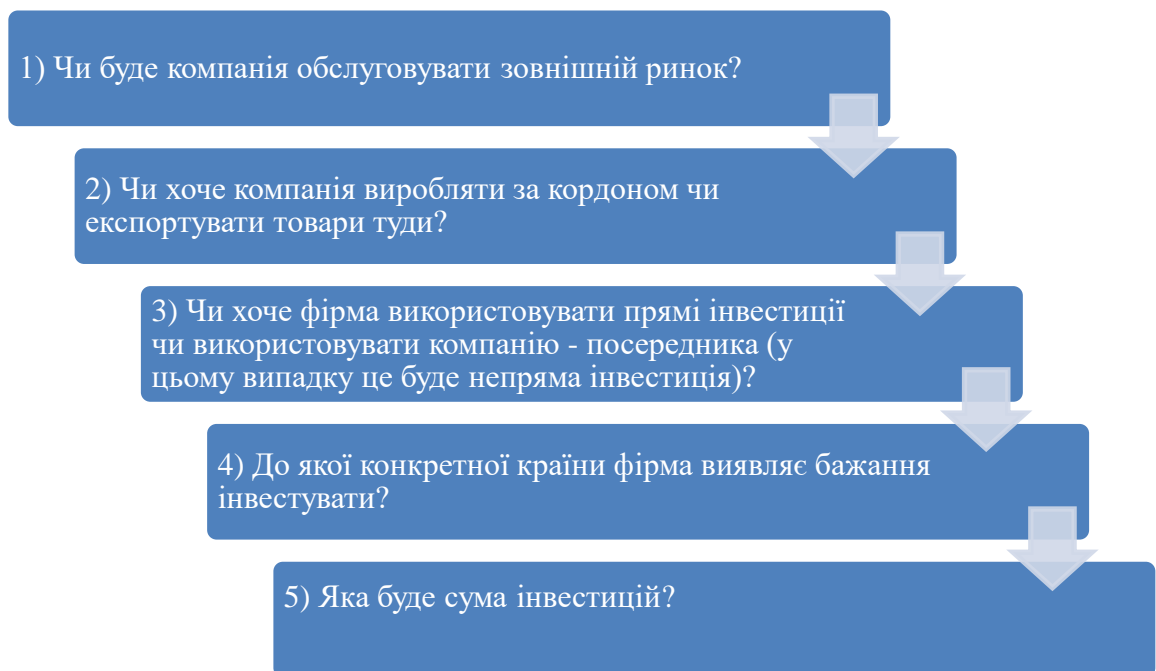 1) Чи буде компанія обслуговувати зовнішній ринок?
2) Чи хоче компанія виробляти за кордоном чи
експортувати товари туди?
3) Чи хоче фірма використовувати прямі інвестиції
чи використовувати компанію - посередника (у
цьому випадку це буде непряма інвестиція)?
4) До якої конкретної країни фірма виявляє бажання
інвестувати?
5) Яка буде сума інвестицій?